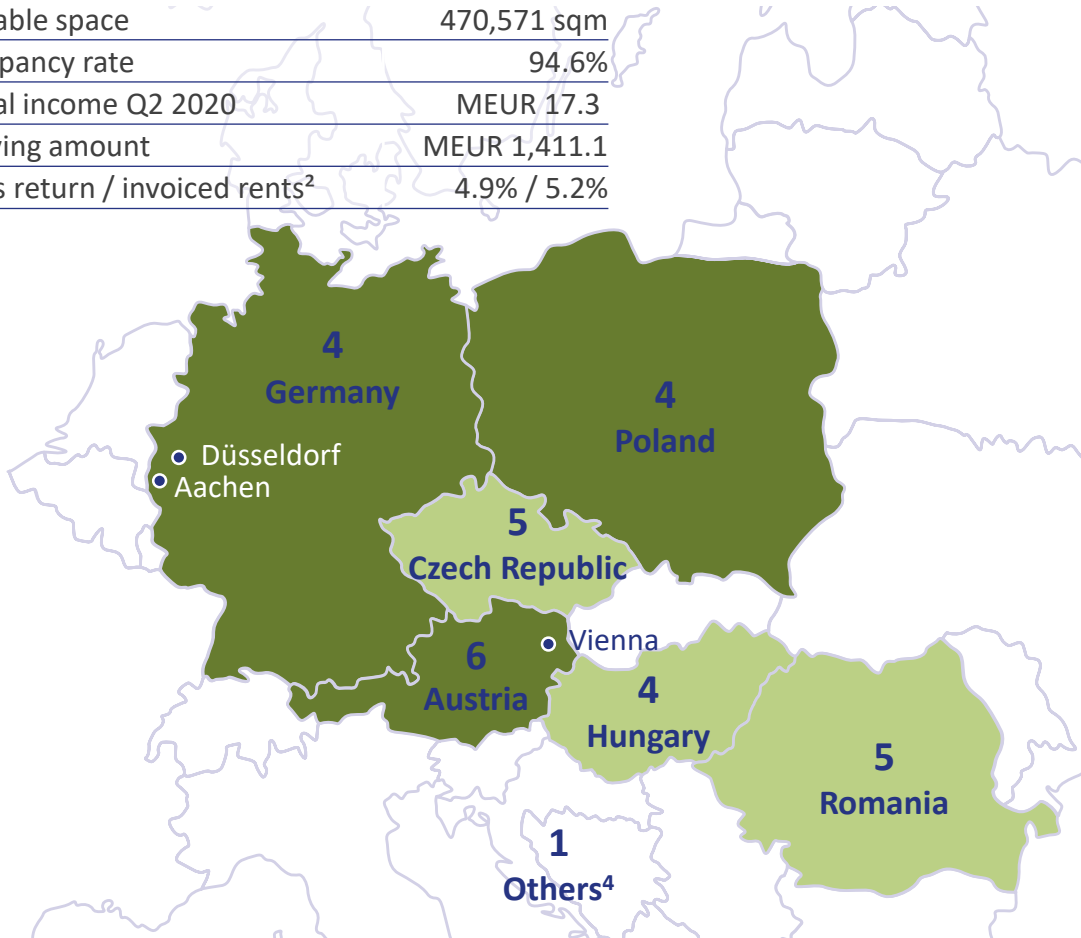 able space 470,571 sqm
pancy rate 94.6%
al income Q2 2020 MEUR 17.3
ying amount MEUR 1,411.1
s return / invoiced rents² 4.9% / 5.2%
4
Germany
4
Poland
Düsseldorf
Aachen
5
Czech Republic
Vienna
6
Austria
4
Hungary
5
Romania
1
Others⁴